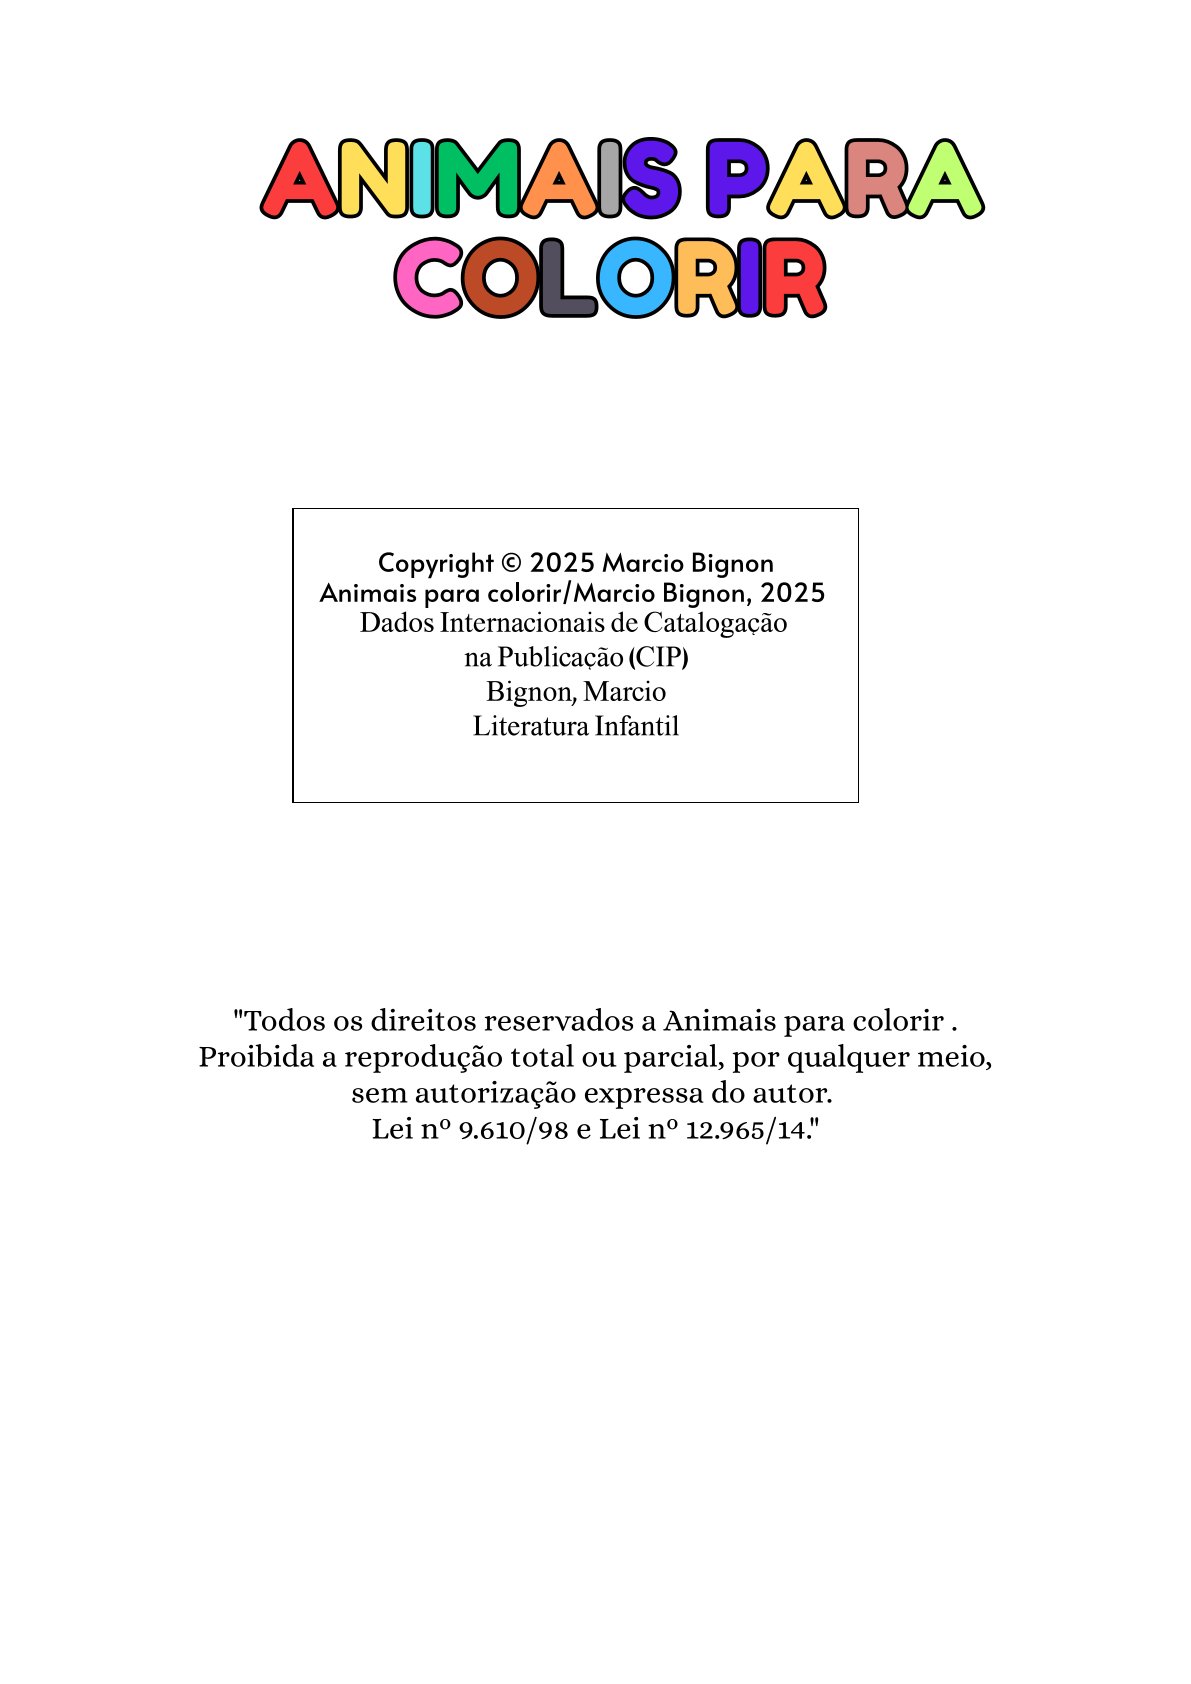 ANIMAIS PARA
COLORIR
Copyright © 2025 Marcio Bignon
Animais para colorir/Marcio Bignon, 2025
Dados Internacionais de Catalogação
na Publicação (CIP)
Bignon, Marcio
Literatura Infantil
"Todos os direitos reservados a Animais para colorir .
Proibida a reprodução total ou parcial, por qualquer meio,
sem autorização expressa do autor.
Lei nº 9.610/98 e Lei nº 12.965/14."